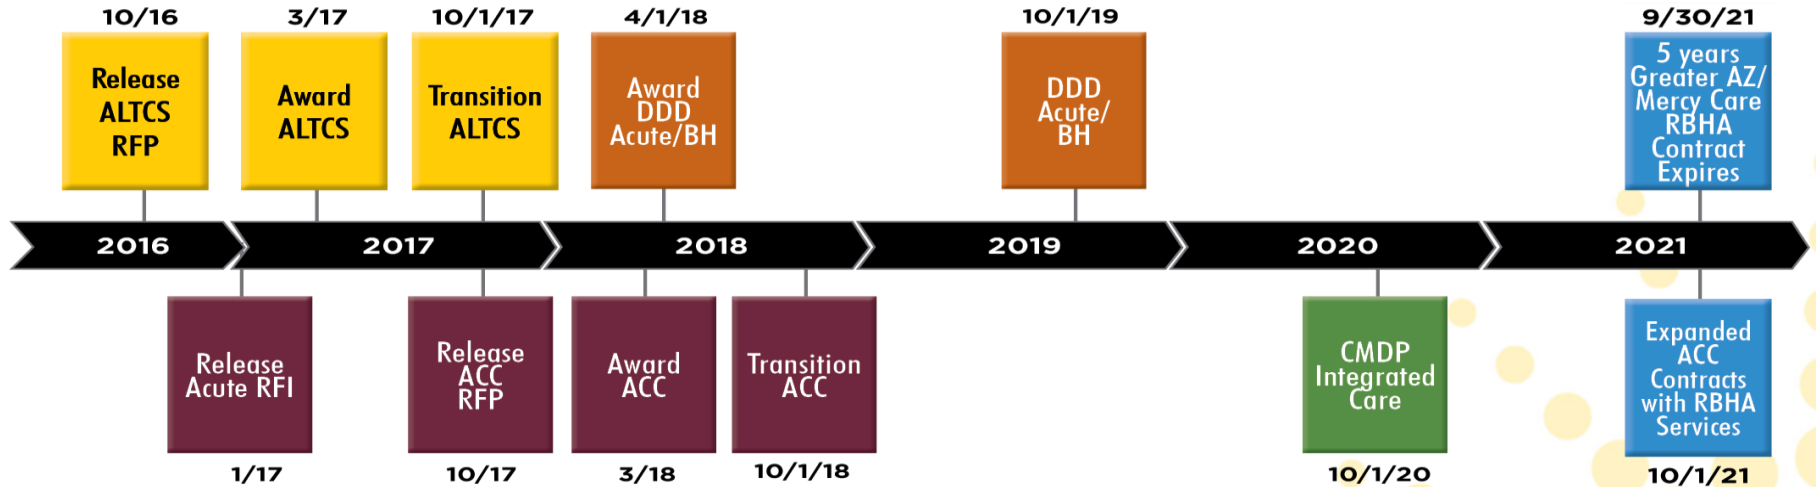 10/16
Release
ALTCS
RFP
3/17
Award
ALTCS
10/1/17
Transition
ALTCS
4/1/18
Award
DDD
Acute/BH
10/1/19
DDD
Acute/
BH
9/30/21
5 years
Greater AZ/
Mercy Care
RBHA
Contract
Expires
2016
2017
2018
2019
2020
2021
Release
Acute RFI
1/17
Release
ACC
RFP
10/17
Award
ACC
3/18
Transition
ACC
10/1/18
CMDP
Integrated
Care
10/1/20
Expanded
ACC
Contracts
with RBHA
Services
10/1/21